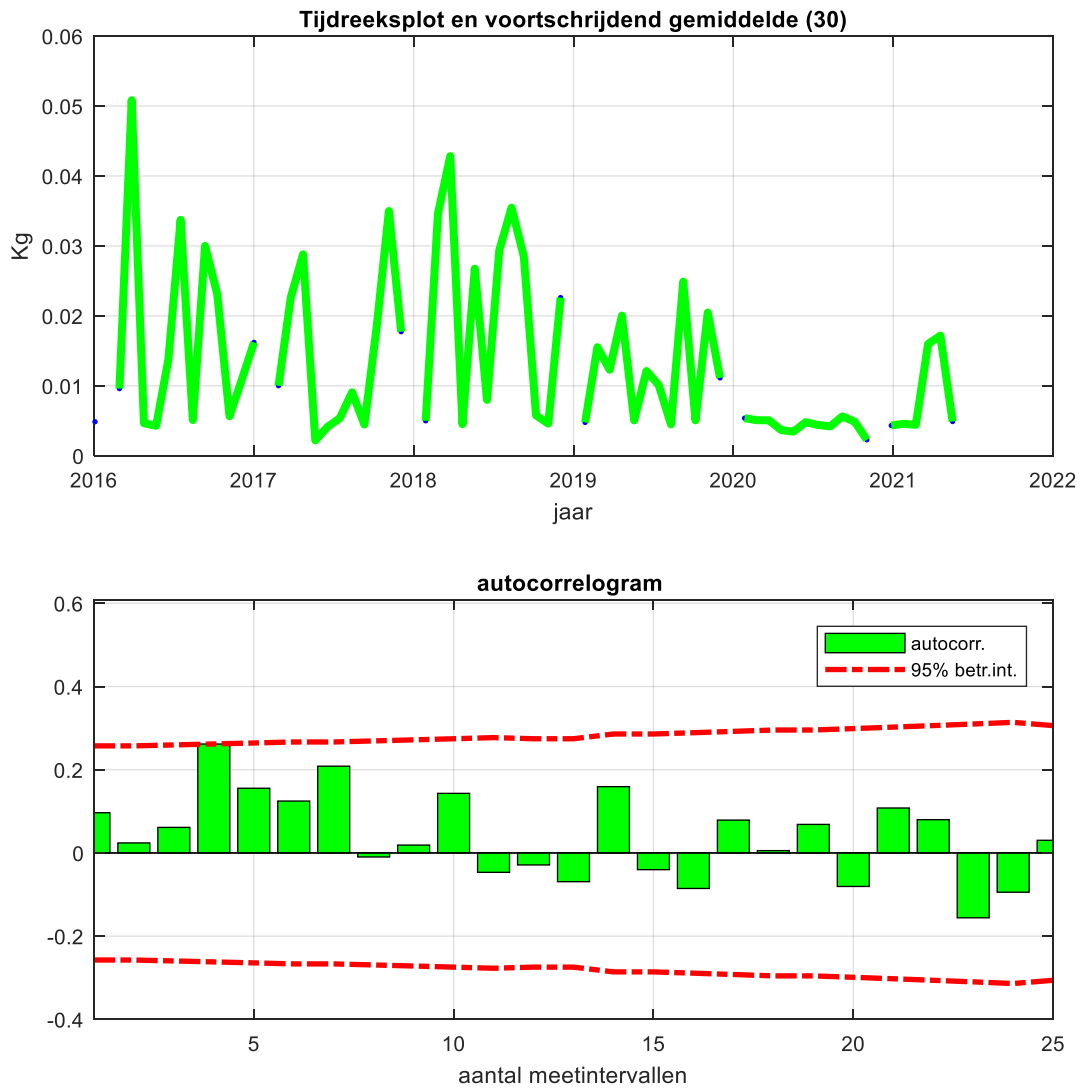 Tijdreeksplot en voortschrijdend gemiddelde (30)
0.06
0.05
0.04
0.03
0.02
0.01
0
Kg
2016 2017 2018 2019 2020 2021 2022
jaar
autocorrelogram
0.6
0.4
0.2
0
-0.2
-0.4
autocorr.
95% betr.int.
5 10 15 20 25
aantal meetintervallen